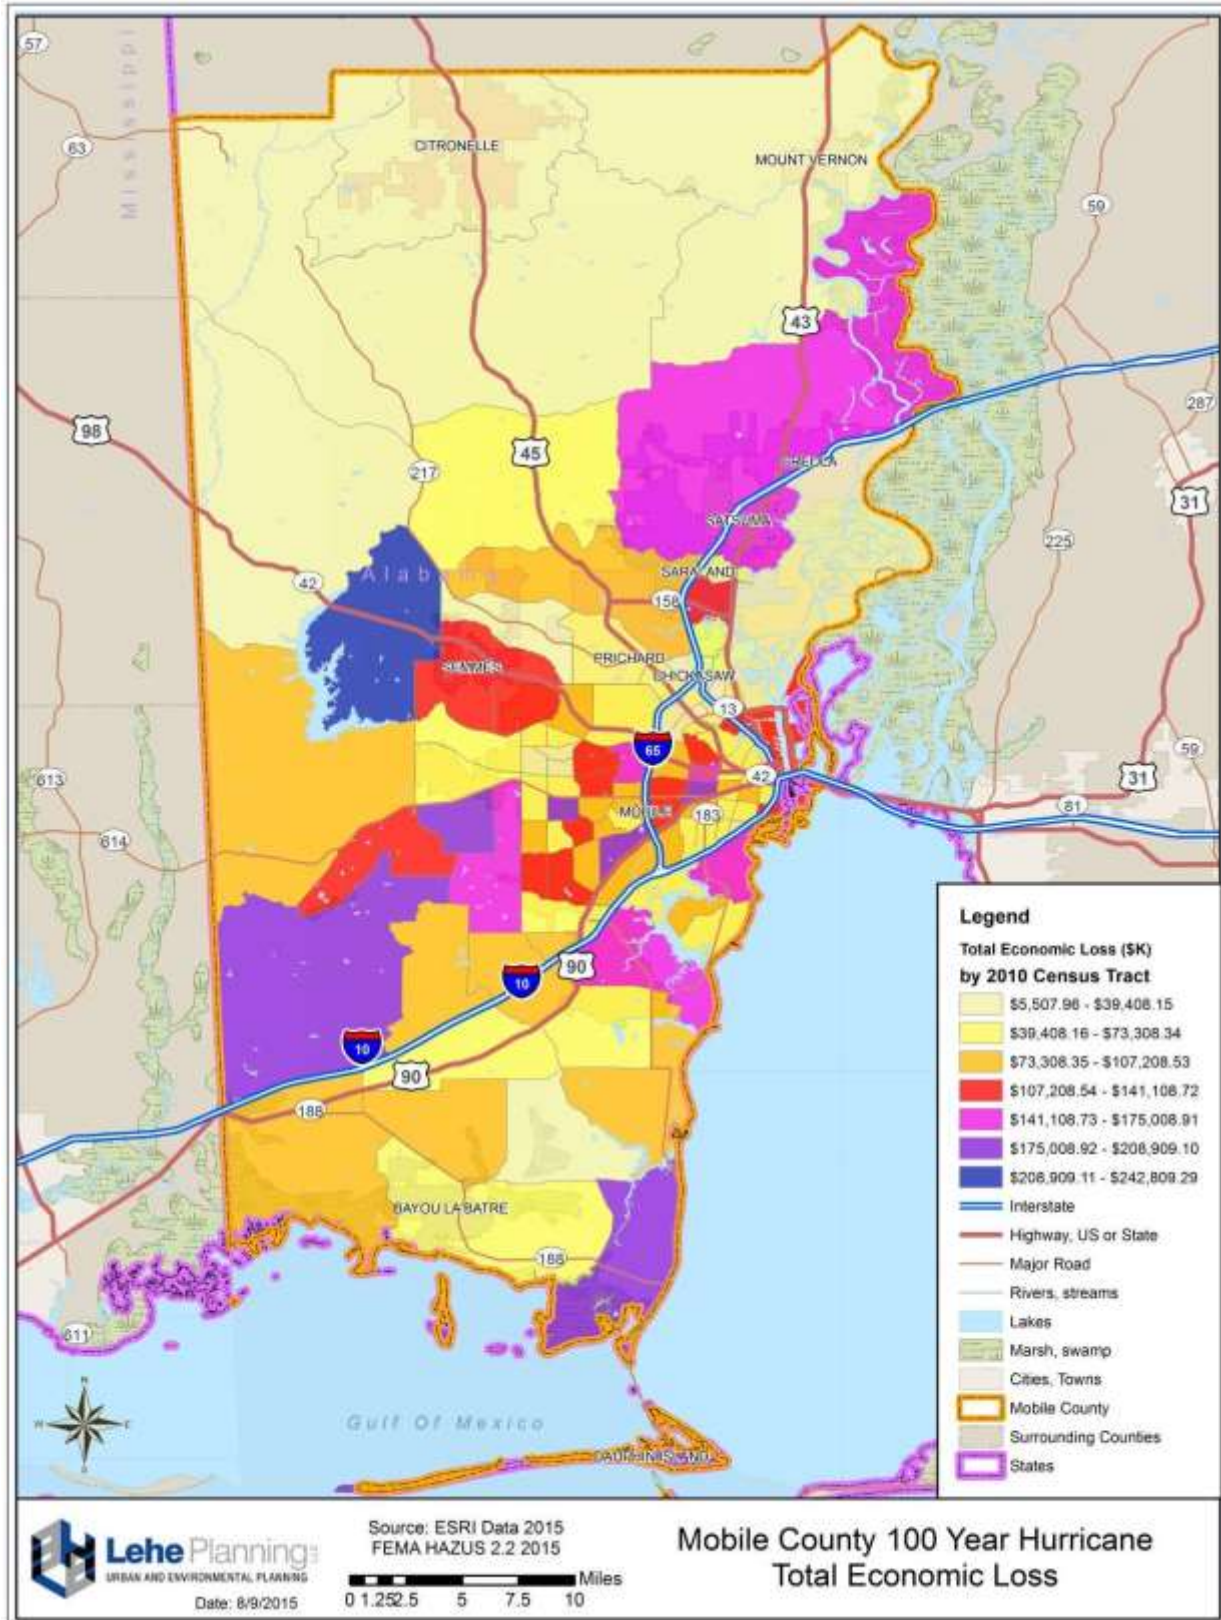 57
63
Mississippi
CITRONELLE
MOUNT VERNON
59
43
98
45
287
217
31
CREOLA
SATSUMA
225
Alabama
SARALAND
42
158
SEMMES
PRICHARD
CHICKASAW
13
65
59
613
42
31
81
MOBILE
183
614
90
10
10
90
188
BAYOU LA BATRE
188
611
N
W
E
S
Gulf Of Mexico
DAUPHIN ISLAND
Legend
Total Economic Loss ($K)
by 2010 Census Tract
$5,507.96 - $39,408.15
$39,408.16 - $73,308.34
$73,308.35 - $107,208.53
$107,208.54 - $141,108.72
$141,108.73 - $175,008.91
$175,008.92 - $208,909.10
$208,909.11 - $242,809.29
Interstate
Highway, US or State
Major Road
Rivers, streams
Lakes
Marsh, swamp
Cities, Towns
Mobile County
Surrounding Counties
States
Lehe Planning
URBAN AND ENVIRONMENTAL PLANNING
Date: 8/9/2015
Source: ESRI Data 2015
FEMA HAZUS 2.2 2015
Miles
0 1.252.5 5 7.5 10
Mobile County 100 Year Hurricane
Total Economic Loss